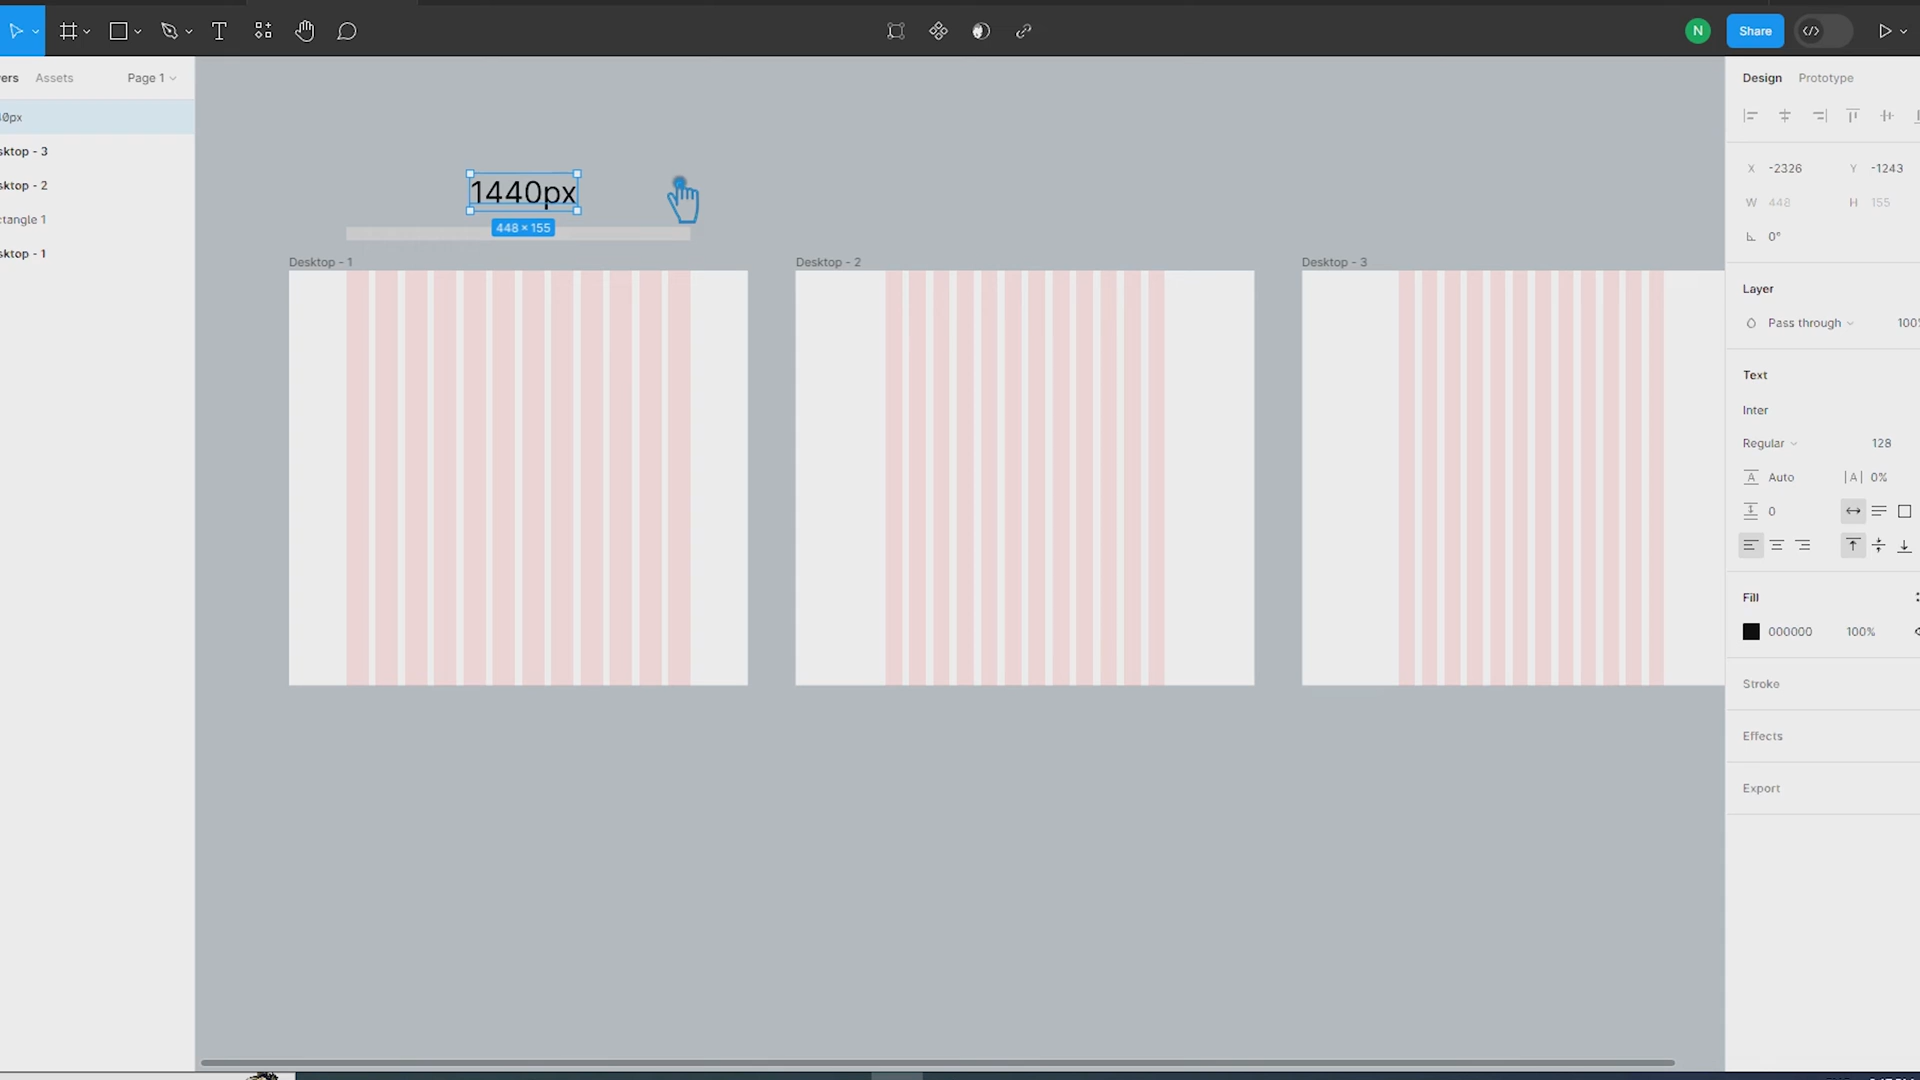 N
Share
ers
Assets
Page 1
Design
Prototype
40px
sktop - 3
sktop - 2
ctangle 1
sktop - 1
1440px
448 × 155
Desktop - 1
Desktop - 2
Desktop - 3
X
-2326
Y
-1243
W
448
H
155
0°
Layer
Pass through
100%
Text
Inter
Regular
128
Auto
|A|
0%
0
Fill
000000
100%
Stroke
Effects
Export